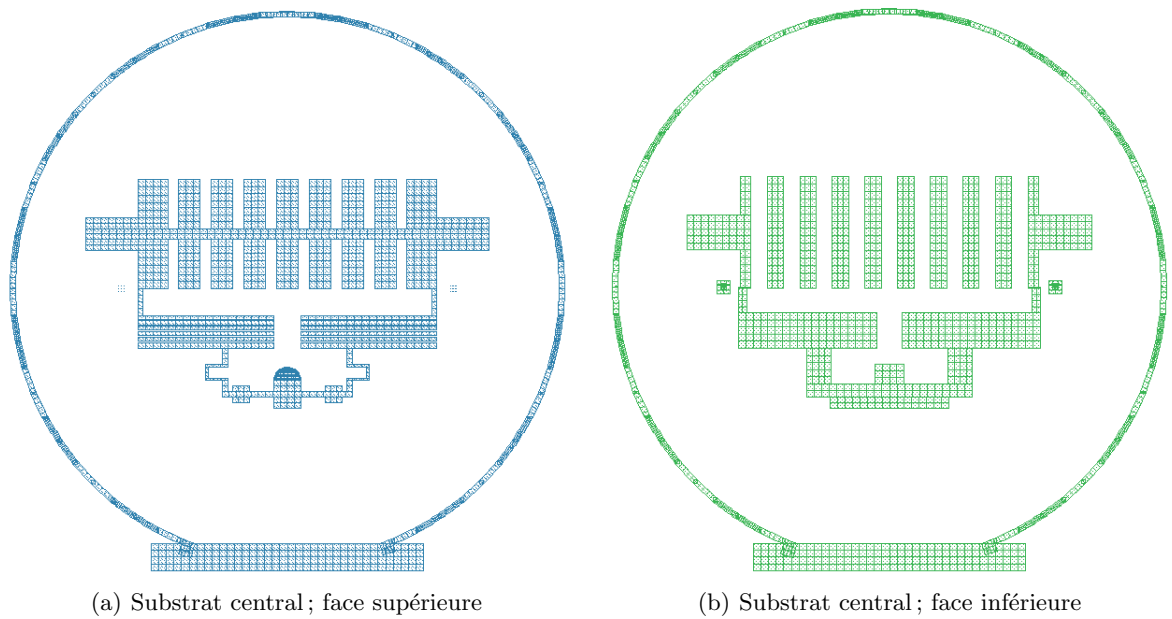 (a) Substrat central ; face supérieure
(b) Substrat central ; face inférieure